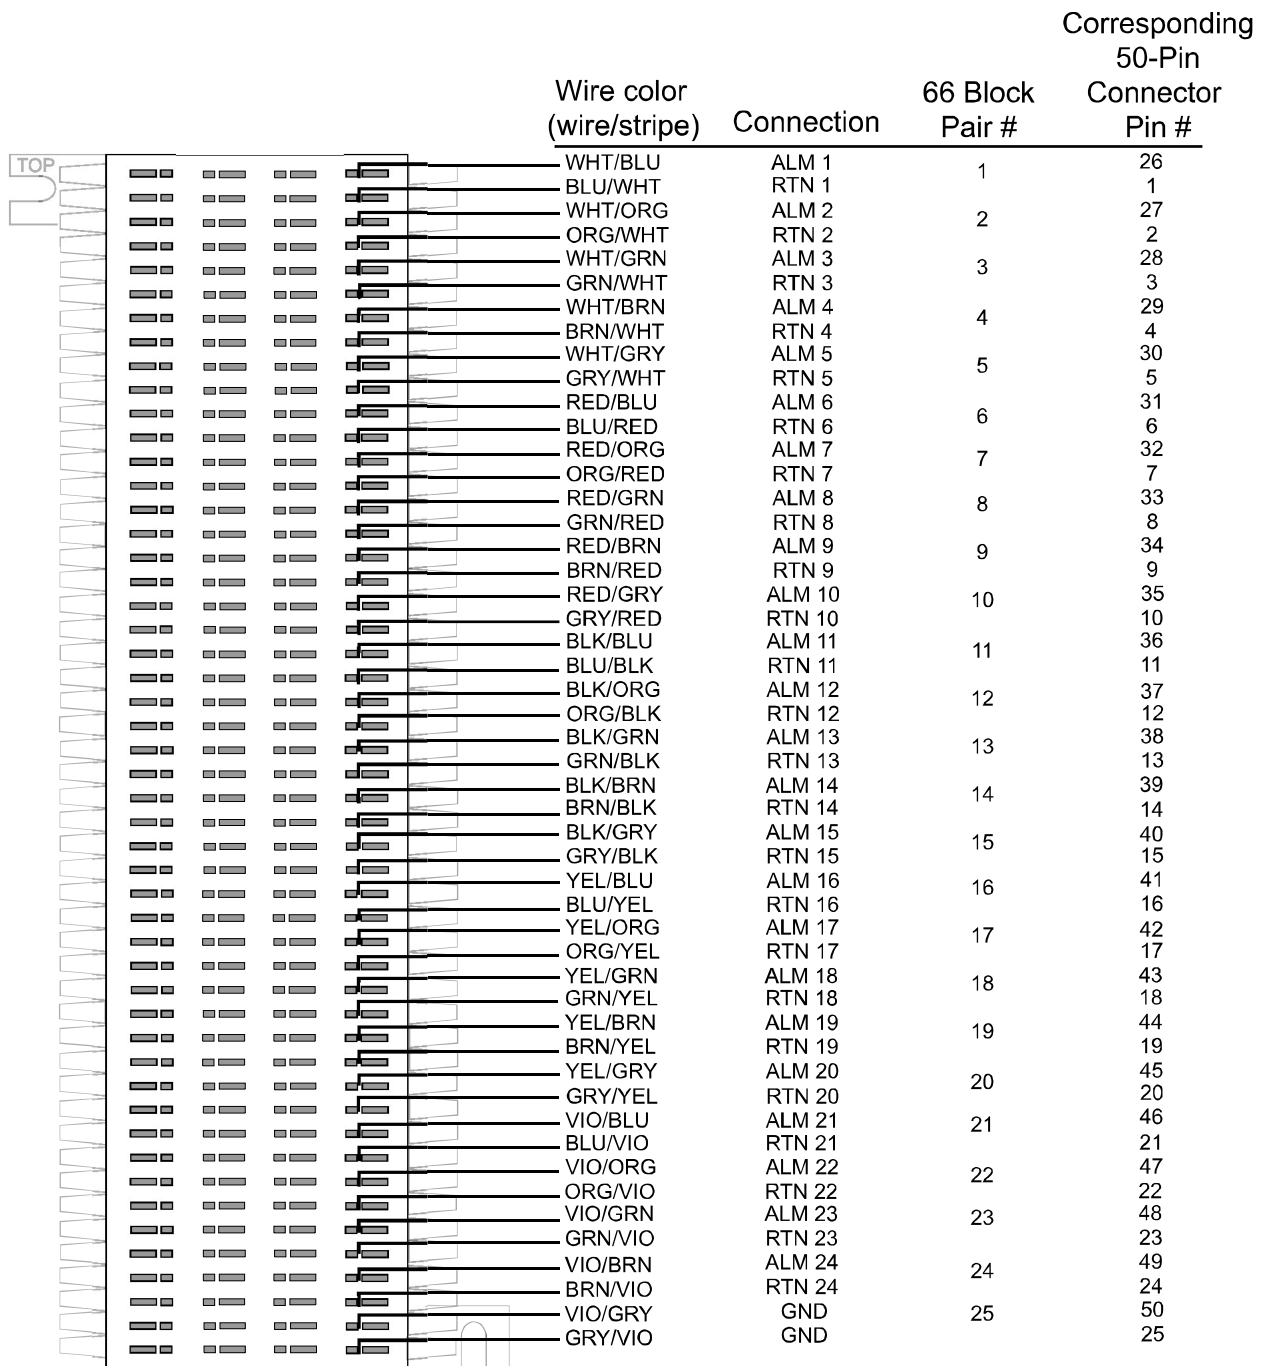 Corresponding
50-Pin
Wire color 66 Block Connector
(wire/stripe) Connection Pair # Pin #
TOP
WHT/BLU ALM 1 1 26
BLU/WHT RTN 1 1
WHT/ORG ALM 2 2 27
ORG/WHT RTN 2 2
WHT/GRN ALM 3 3 28
GRN/WHT RTN 3 3
WHT/BRN ALM 4 4 29
BRN/WHT RTN 4 4
WHT/GRY ALM 5 5 30
GRY/WHT RTN 5 5
RED/BLU ALM 6 6 31
BLU/RED RTN 6 6
RED/ORG ALM 7 7 32
ORG/RED RTN 7 7
RED/GRN ALM 8 8 33
GRN/RED RTN 8 8
RED/BRN ALM 9 9 34
BRN/RED RTN 9 9
RED/GRY ALM 10 10 35
GRY/RED RTN 10 10
BLK/BLU ALM 11 11 36
BLU/BLK RTN 11 11
BLK/ORG ALM 12 12 37
ORG/BLK RTN 12 12
BLK/GRN ALM 13 13 38
GRN/BLK RTN 13 13
BLK/BRN ALM 14 14 39
BRN/BLK RTN 14 14
BLK/GRY ALM 15 15 40
GRY/BLK RTN 15 15
YEL/BLU ALM 16 16 41
BLU/YEL RTN 16 16
YEL/ORG ALM 17 17 42
ORG/YEL RTN 17 17
YEL/GRN ALM 18 18 43
GRN/YEL RTN 18 18
YEL/BRN ALM 19 19 44
BRN/YEL RTN 19 19
YEL/GRY ALM 20 20 45
GRY/YEL RTN 20 20
VIO/BLU ALM 21 21 46
BLU/VIO RTN 21 21
VIO/ORG ALM 22 22 47
ORG/VIO RTN 22 22
VIO/GRN ALM 23 23 48
GRN/VIO RTN 23 23
VIO/BRN ALM 24 24 49
BRN/VIO RTN 24 24
VIO/GRY GND 25 50
GRY/VIO GND 25